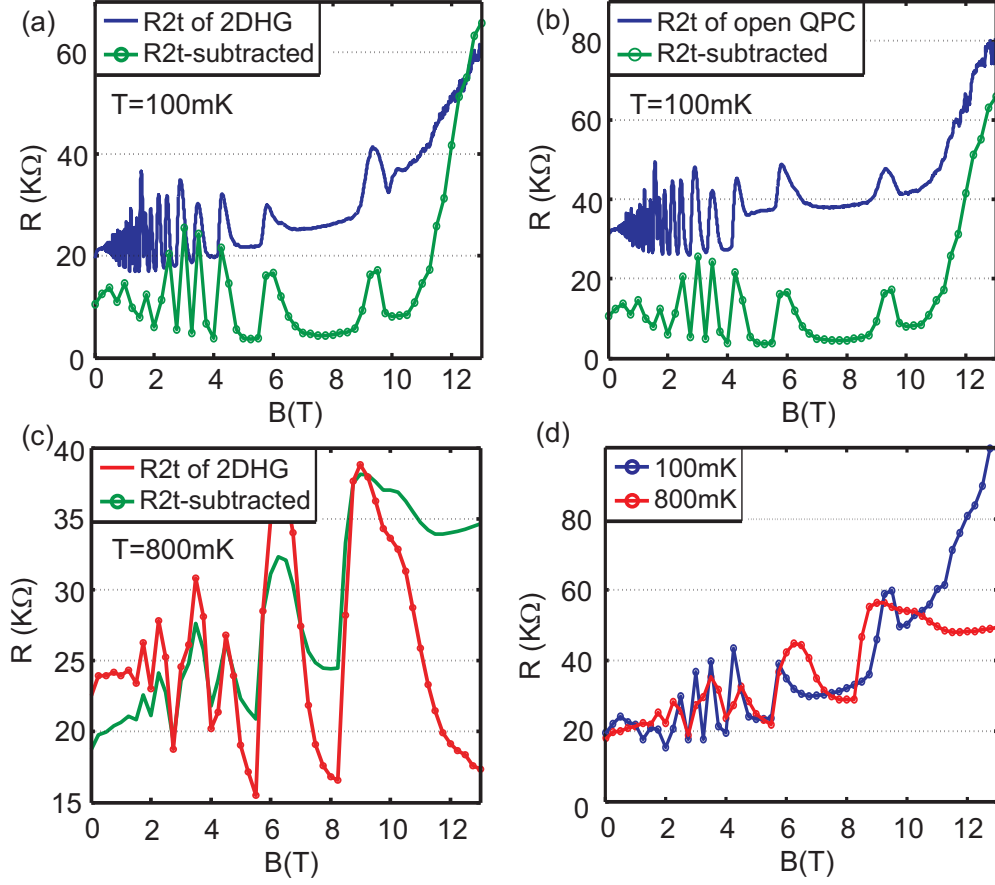 (a)
R2t of 2DHG
R2t-subtracted
T=100mK
60
40
20
0
R (KΩ)
0 2 4 6 8 10 12
B(T)
(b)
R2t of open QPC
R2t-subtracted
T=100mK
80
60
40
20
0
R (KΩ)
0 2 4 6 8 10 12
B(T)
(c)
R2t of 2DHG
R2t-subtracted
T=800mK
40
35
30
25
20
15
R (KΩ)
0 2 4 6 8 10 12
B(T)
(d)
100mK
800mK
80
60
40
20
0
R (KΩ)
0 2 4 6 8 10 12
B(T)